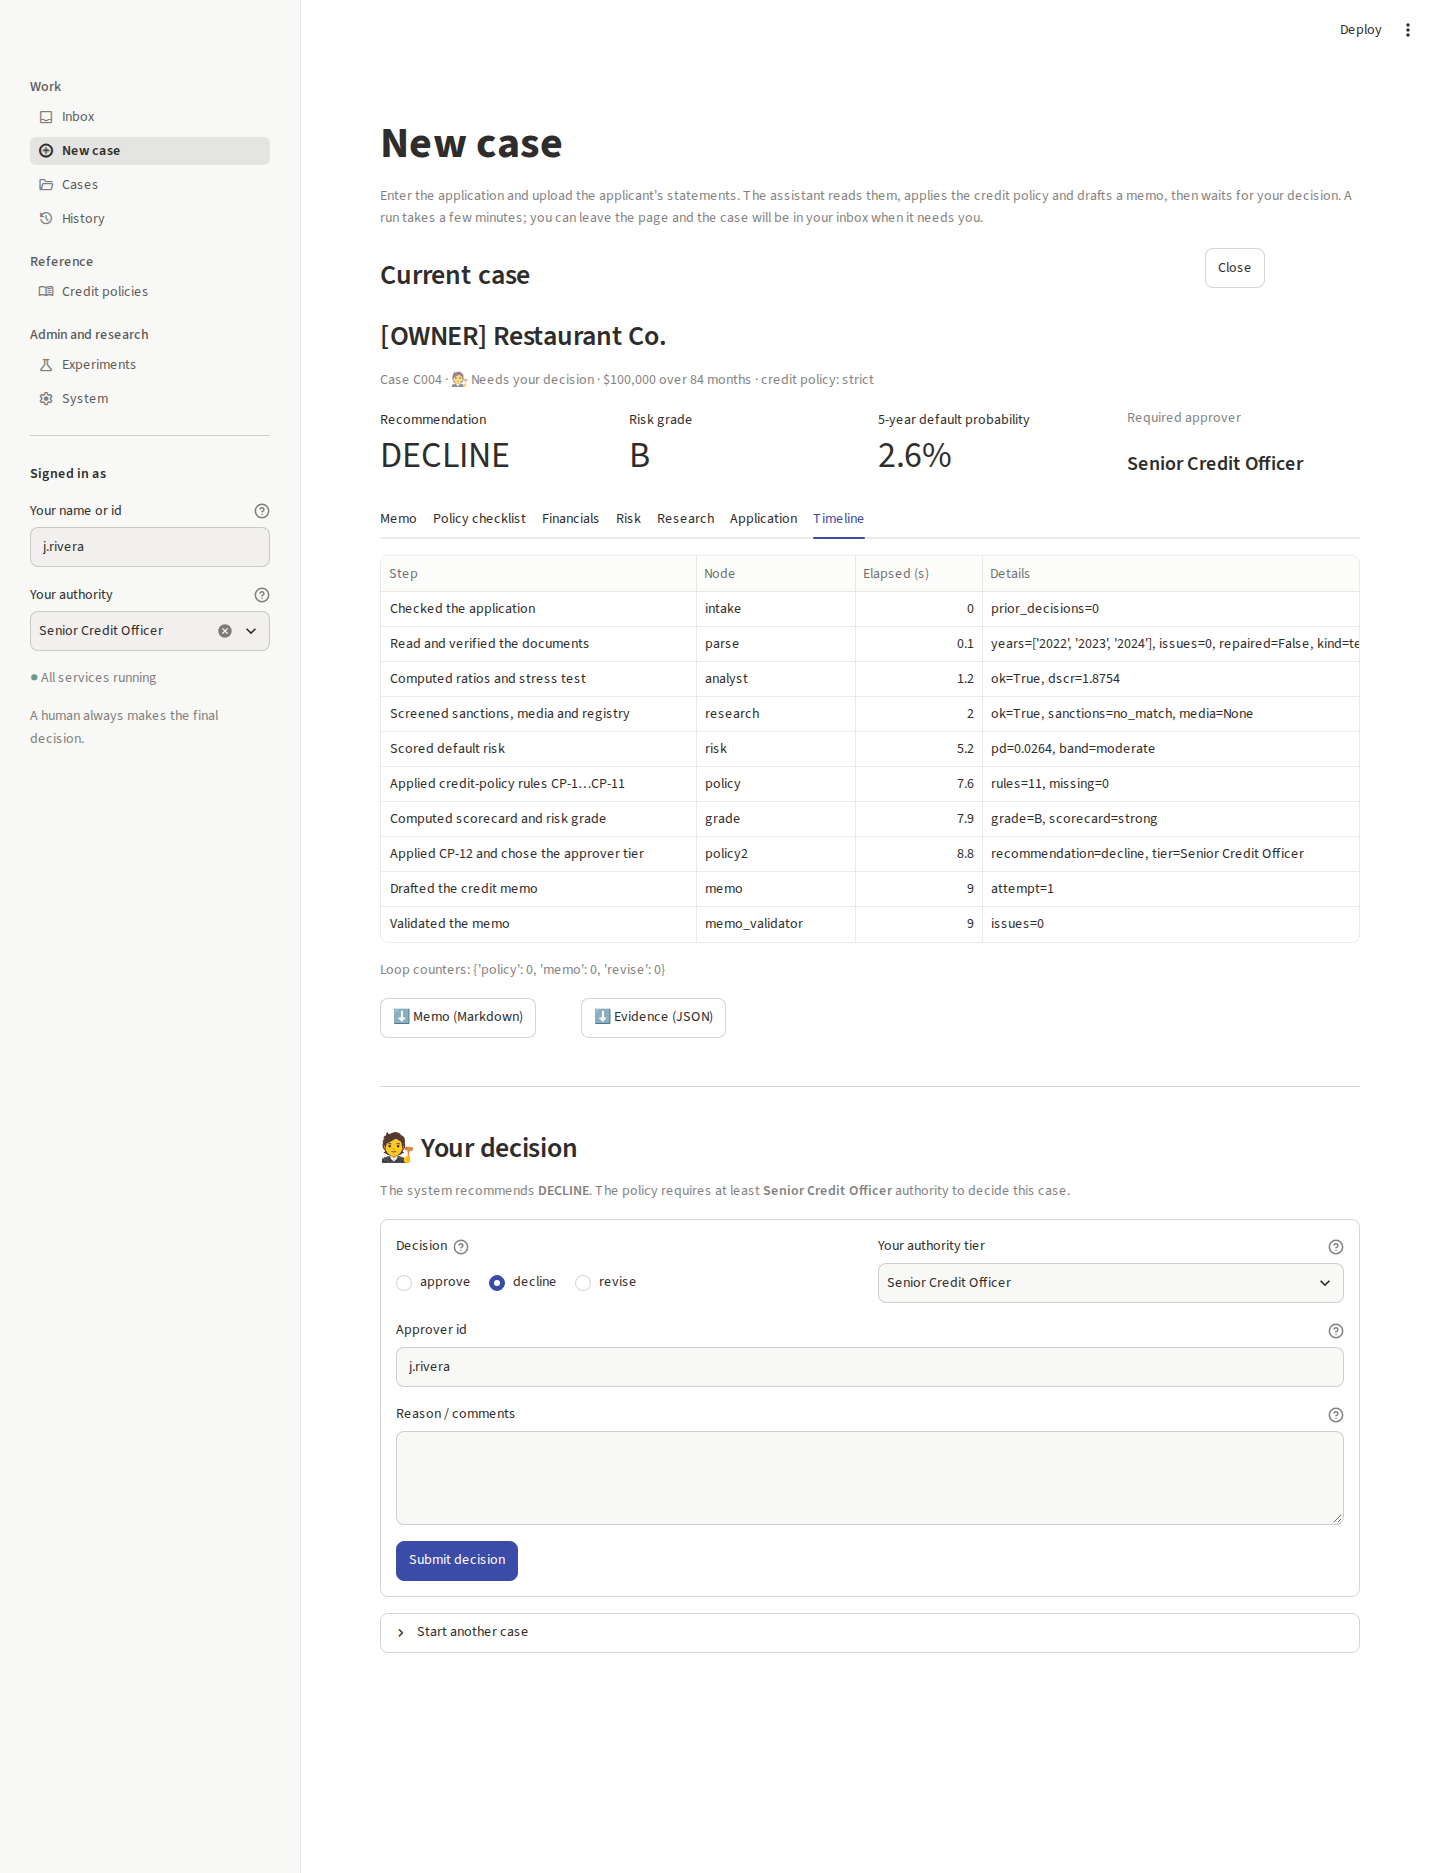 Deploy
Work
Inbox
New case
Cases
History
Reference
Credit policies
Admin and research
Experiments
System
Signed in as
Your name or id
j.rivera
Your authority
Senior Credit Officer
All services running
A human always makes the final
decision.
New case
Enter the application and upload the applicant's statements. The assistant reads them, applies the credit policy and drafts a memo, then waits for your decision. A
run takes a few minutes; you can leave the page and the case will be in your inbox when it needs you.
Current case
Close
[OWNER] Restaurant Co.
Case C004 · 🧑‍⚖️ Needs your decision · $100,000 over 84 months · credit policy: strict
Recommendation Risk grade 5-year default probability Required approver
DECLINE B 2.6% Senior Credit Officer
Memo Policy checklist Financials Risk Research Application Timeline
Step Node Elapsed (s) Details
Checked the application intake 0 prior_decisions=0
Read and verified the documents parse 0.1 years=['2022', '2023', '2024'], issues=0, repaired=False, kind=te
Computed ratios and stress test analyst 1.2 ok=True, dscr=1.8754
Screened sanctions, media and registry research 2 ok=True, sanctions=no_match, media=None
Scored default risk risk 5.2 pd=0.0264, band=moderate
Applied credit-policy rules CP-1…CP-11 policy 7.6 rules=11, missing=0
Computed scorecard and risk grade grade 7.9 grade=B, scorecard=strong
Applied CP-12 and chose the approver tier policy2 8.8 recommendation=decline, tier=Senior Credit Officer
Drafted the credit memo memo 9 attempt=1
Validated the memo memo_validator 9 issues=0
Loop counters: {'policy': 0, 'memo': 0, 'revise': 0}
⬇️ Memo (Markdown) ⬇️ Evidence (JSON)
🧑‍⚖️ Your decision
The system recommends DECLINE. The policy requires at least Senior Credit Officer authority to decide this case.
Decision Your authority tier
approve decline revise Senior Credit Officer
Approver id
j.rivera
Reason / comments
Submit decision
Start another case